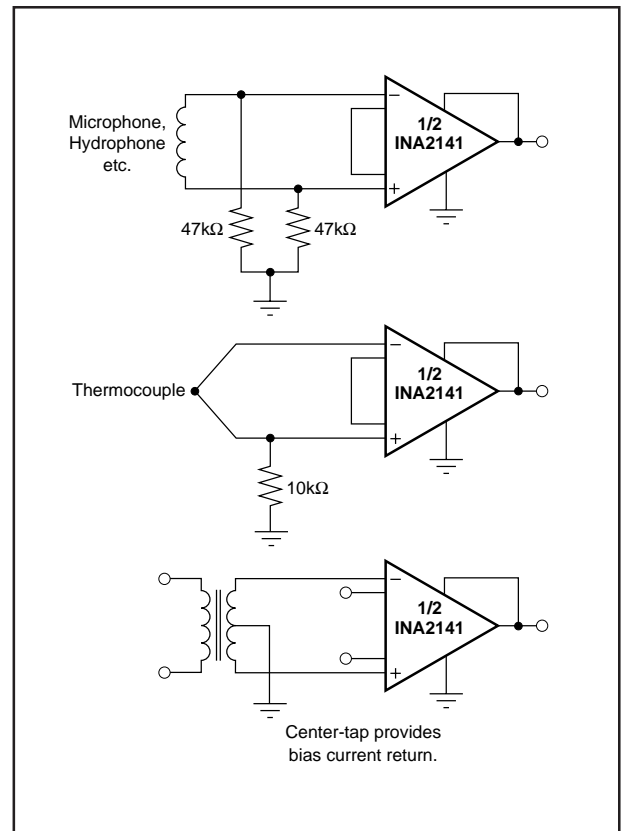 Microphone,
Hydrophone
etc.
−
1/2
INA2141
+
47kΩ
47kΩ
Thermocouple
−
1/2
INA2141
+
10kΩ
−
1/2
INA2141
+
Center-tap provides
bias current return.